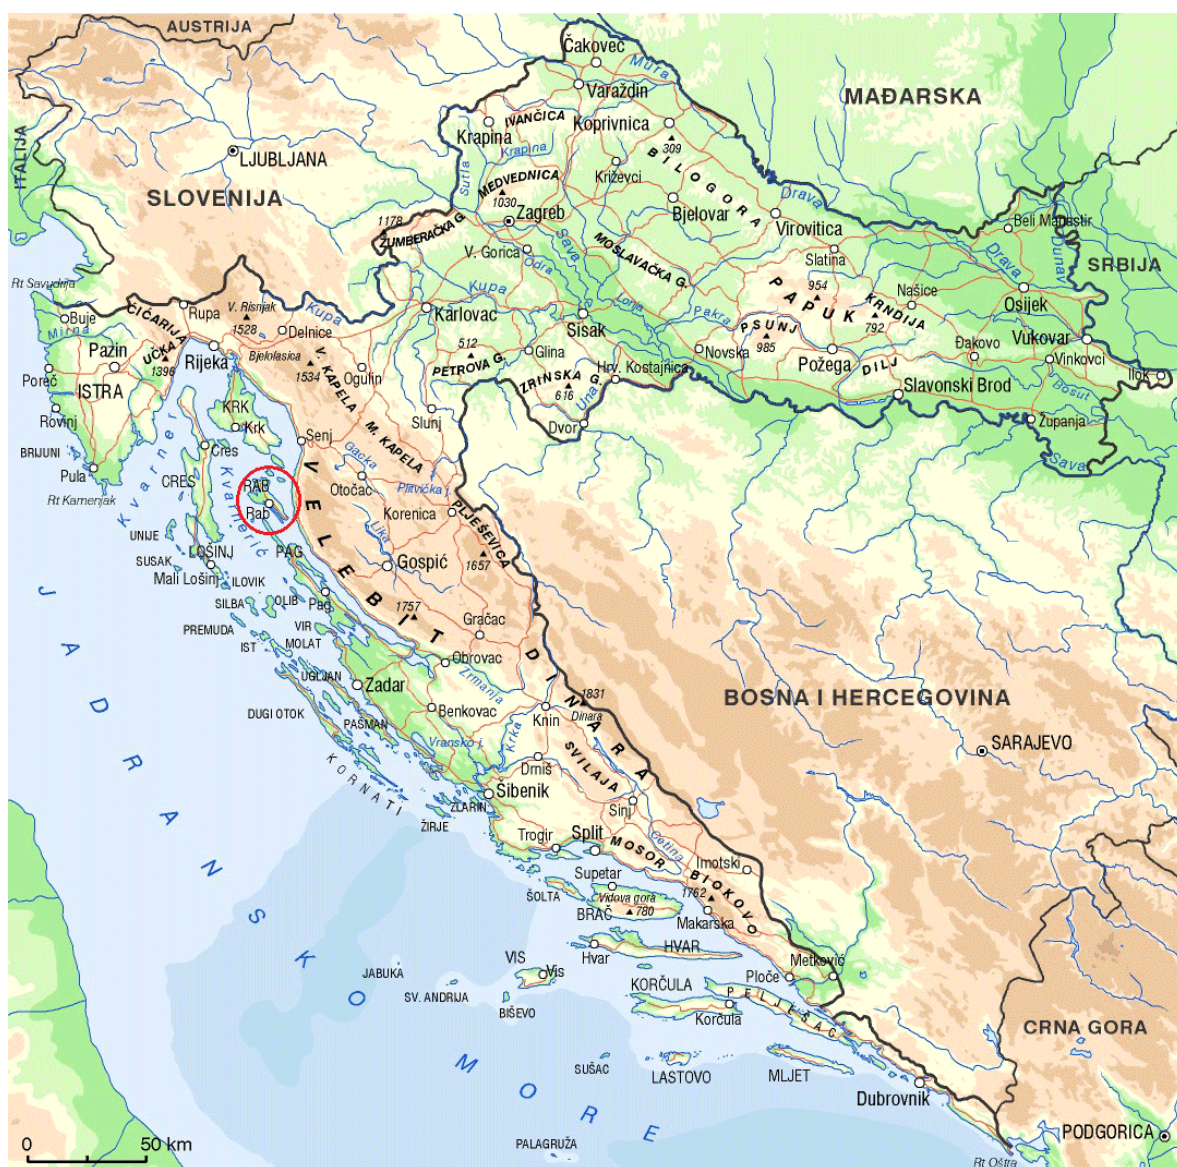 AUSTRIJA
Čakovec
Mura
Varaždin
MAĐARSKA
IVANČICA
Koprivnica
Krapina
309
Krapina
ITALIJA
LJUBLJANA
BILOGORA
Križevci
Sutla
MEDVEDNICA
1030
SLOVENIJA
Drava
Bjelovar
Zagreb
1178
ŽUMBERAČKA G.
Virovitica
Beli Manastir
Sava
MOSLAVAČKA G.
V. Gorica
Odra
Slatina
Drava
Dunav
SRBIJA
Rt Savudrija
Kupa
954
PAPUK
Našice
Osijek
Buje
ĆIĆARIJA
Rupa
V. Risnjak
1528
Kupa
Karlovac
Lonja
Sisak
Pakra
KRNDIJA
792
Mirna
Delnice
PSUNJ
985
Vukovar
Pazin
UČKA
1396
Rijeka
Bjelolasica
1534
V. KAPELA
512
PETROVA G.
Glina
Hrv. Kostajnica
Novska
Požega
DILJ
Đakovo
Vinkovci
Poreč
ISTRA
Ogulin
ZRINSKA G.
616
Una
Slavonski Brod
Ilok
Bosut
Rovinj
KRK
Krk
Slunj
Dvor
Županja
BRIJUNI
Cres
Senj
M. KAPELA
Gacka
Sava
Pula
Kvarner
CRES
Kvarnerić
RAB
Rab
Otočac
Plitvička j.
Rt Kamenjak
VELEBIT
Korenica
PLJEŠEVICA
1657
UNIJE
Lika
SUSAK
LOŠINJ
Mali Lošinj
PAG
Gospić
ILOVIK
SILBA
OLIB
Pag
1757
PREMUDA
VIR
Gračac
IST
MOLAT
Obrovac
DINARA
UGLJAN
Zadar
Zrmanja
1831
Dinara
BOSNA I HERCEGOVINA
DUGI OTOK
PAŠMAN
Benkovac
Knin
Krka
SARAJEVO
Vransko j.
SVILAJA
KORNATI
Drniš
Šibenik
ZLARIN
Sinj
ŽIRJE
Trogir
Split
MOSOR
Cetina
Imotski
BIOKOVO
1762
Supetar
ŠOLTA
Vidova gora
780
BRAČ
Makarska
JADRANSKO MORE
HVAR
Hvar
Metković
VIS
Vis
Ploče
JABUKA
SV. ANDRIJA
KORČULA
PELJEŠAC
BIŠEVO
Korčula
CRNA GORA
SUŠAC
LASTOVO
MLJET
Dubrovnik
PALAGRUŽA
PODGORICA
Rt Oštra
0 50 km